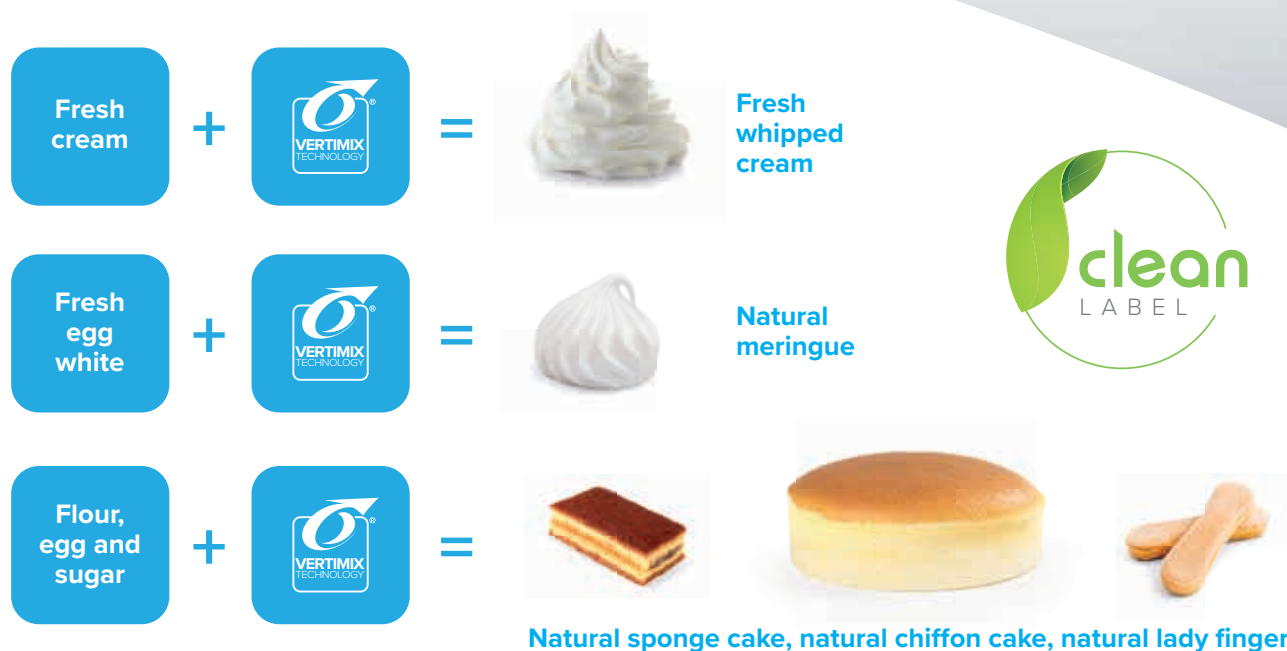 Fresh
cream
+
VERTIMIX
TECHNOLOGY
®
=
Fresh
whipped
cream
clean
LABEL
Fresh
egg
white
+
VERTIMIX
TECHNOLOGY
®
=
Natural
meringue
Flour,
egg and
sugar
+
VERTIMIX
TECHNOLOGY
®
=
Natural sponge cake, natural chiffon cake, natural lady finger